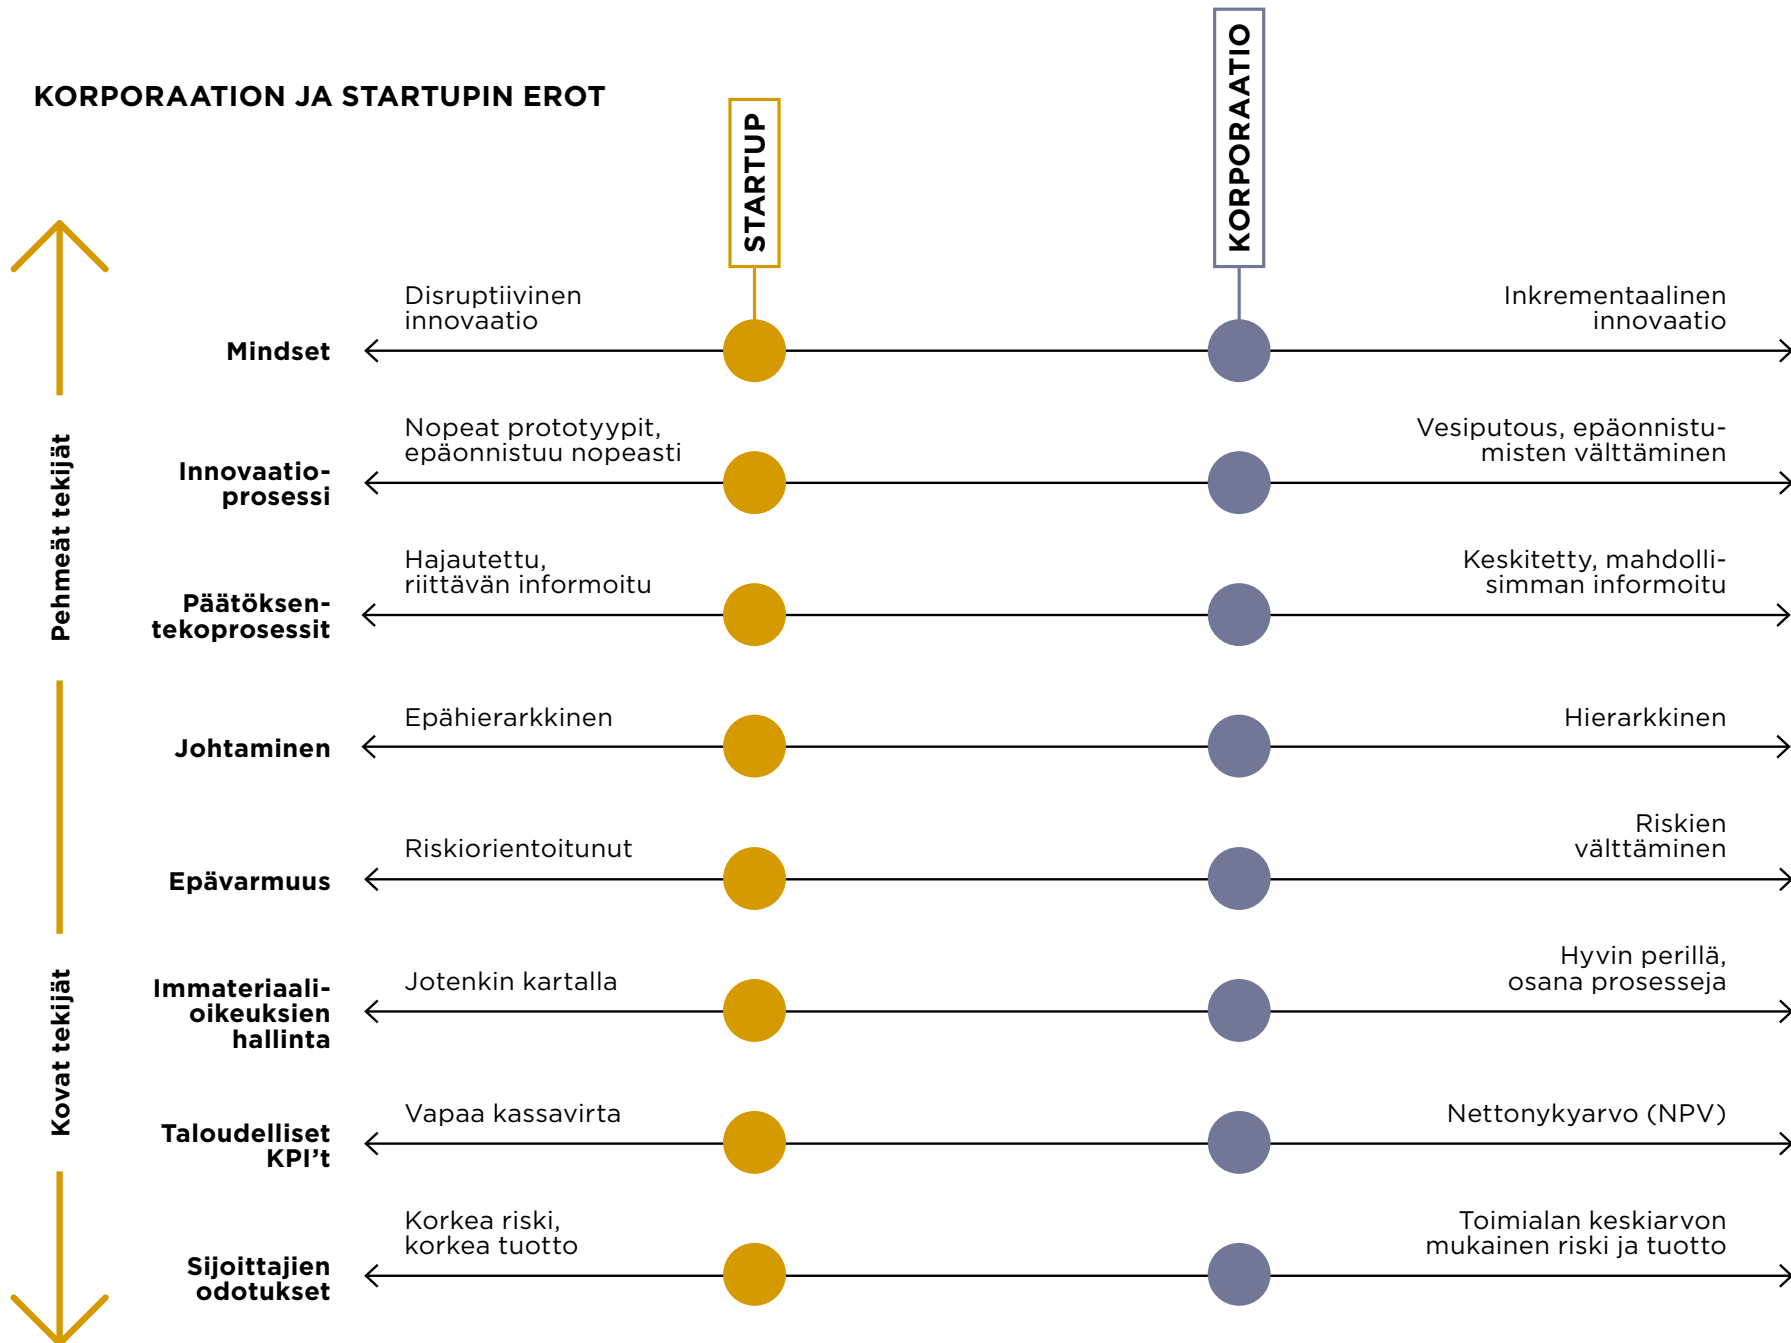 KORPORAATION JA STARTUPIN EROT
STARTUP
KORPORAATIO
Pehmeät tekijät
Kovat tekijät
Mindset
Disruptiivinen
innovaatio
Inkrementaalinen
innovaatio
Innovaatio-
prosessi
Nopeat prototyypit,
epäonnistuu nopeasti
Vesiputous, epäonnistu-
misten välttäminen
Päätöksen-
tekoprosessit
Hajautettu,
riittävän informoitu
Keskitetty, mahdolli-
simman informoitu
Johtaminen
Epähierarkkinen
Hierarkkinen
Epävarmuus
Riskiorientoitunut
Riskien
välttäminen
Immateriaali-
oikeuksien
hallinta
Jotenkin kartalla
Hyvin perillä,
osana prosesseja
Taloudelliset
KPI’t
Vapaa kassavirta
Nettonykyarvo (NPV)
Sijoittajien
odotukset
Korkea riski,
korkea tuotto
Toimialan keskiarvon
mukainen riski ja tuotto